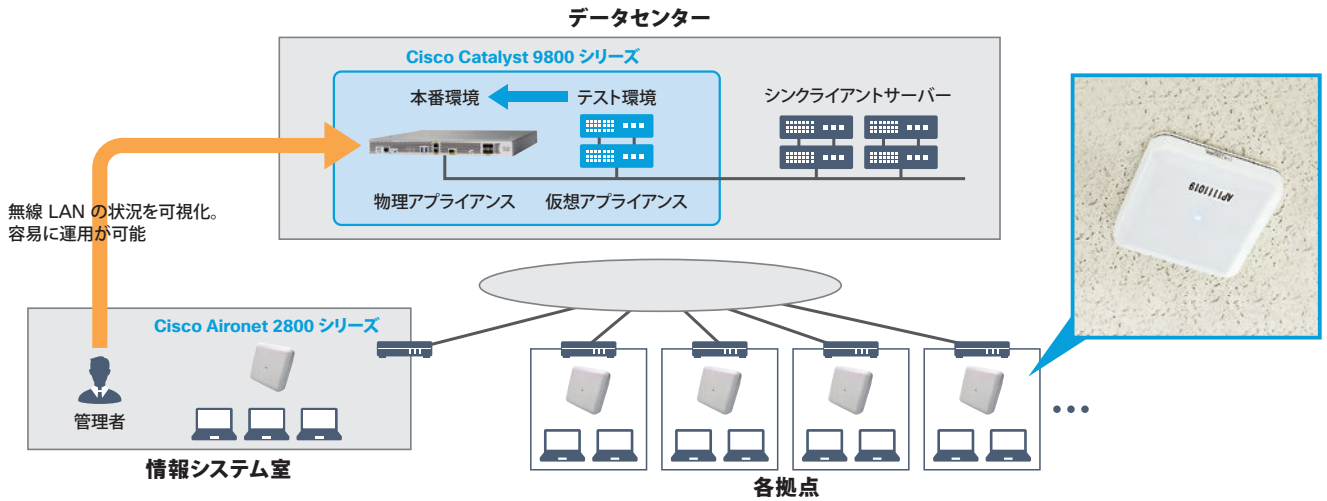 データセンター
Cisco Catalyst 9800 シリーズ
本番環境
テスト環境
シンクライアントサーバー
物理アプライアンス
仮想アプライアンス
無線 LAN の状況を可視化。
容易に運用が可能
AP1111019
Cisco Aironet 2800 シリーズ
管理者
情報システム室
各拠点
•••